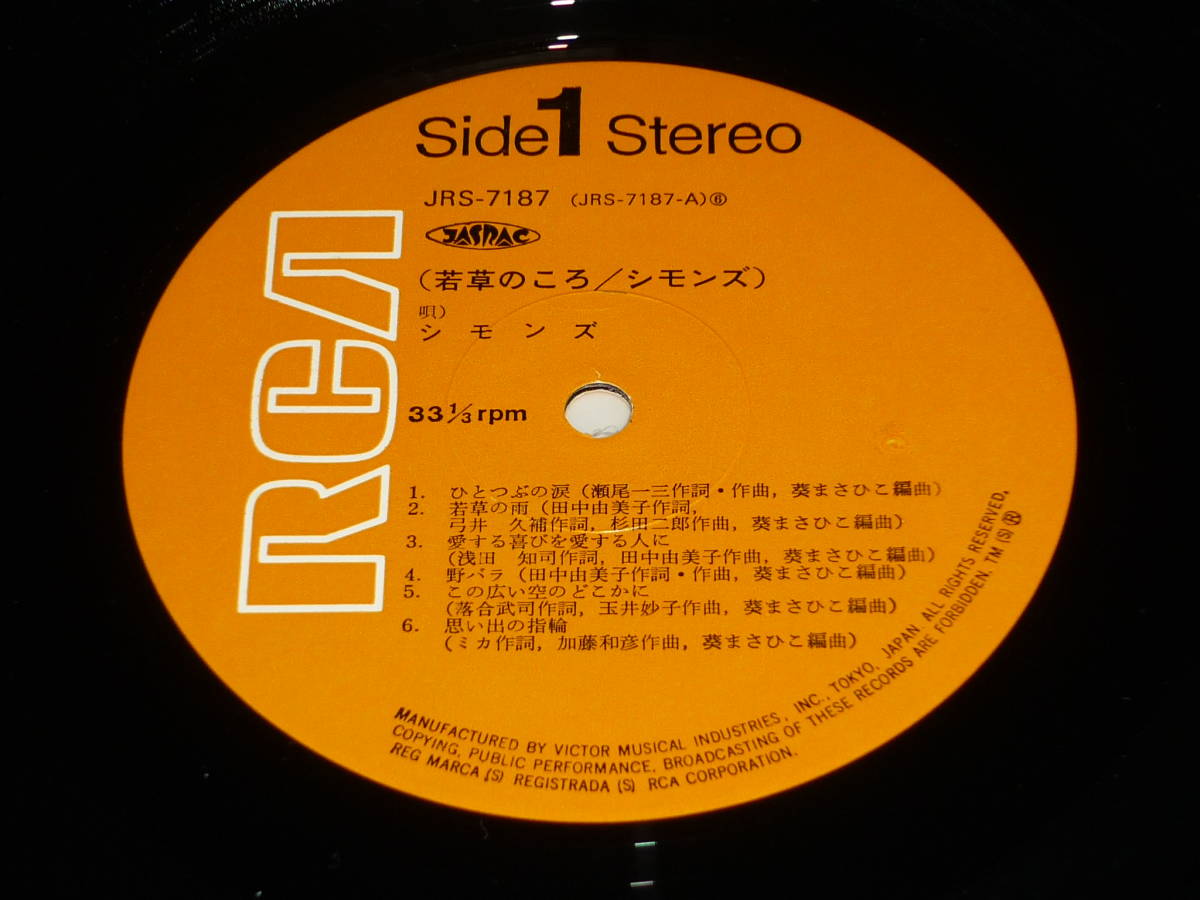 Side 1 Stereo
JRS-7187 (JRS-7187-A)⑥
JASRAC
(若草のころ/シモンズ)
唄)
シモンズ
RCA
33 1/3 rpm
1. ひとつぶの涙(瀬尾一三作詞・作曲, 葵まさひこ編曲)
2. 若草の雨(田中由美子作詞,
弓井 久補作詞, 杉田二郎作曲, 葵まさひこ編曲)
3. 愛する喜びを愛する人に
(浅田 知司作詞, 田中由美子作曲, 葵まさひこ編曲)
4. 野バラ(田中由美子作詞・作曲, 葵まさひこ編曲)
5. この広い空のどこかに
(落合武司作詞, 玉井妙子作曲, 葵まさひこ編曲)
6. 思い出の指輪
(ミカ作詞, 加藤和彦作曲, 葵まさひこ編曲)
MANUFACTURED BY VICTOR MUSICAL INDUSTRIES, INC., TOKYO, JAPAN. ALL RIGHTS RESERVED.
COPYING, PUBLIC PERFORMANCE, BROADCASTING OF THESE RECORDS ARE FORBIDDEN. TM (S) ®
REG MARCA (S) REGISTRADA (S) RCA CORPORATION.